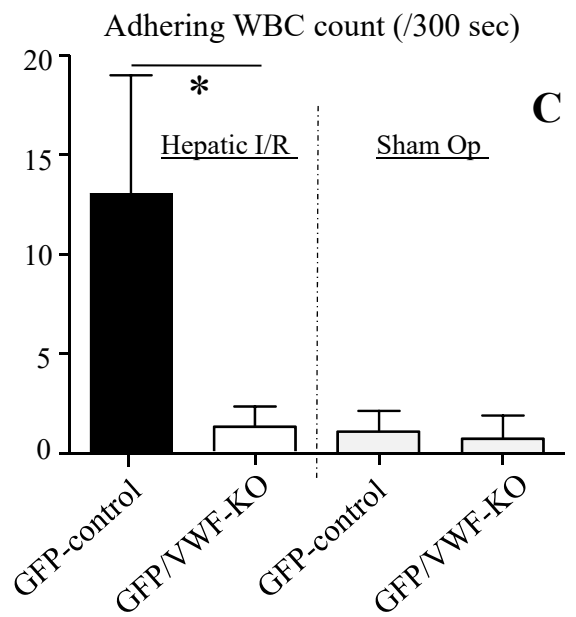 Adhering WBC count (/300 sec)
20
*
C
Hepatic I/R
Sham Op
15
10
5
0
GFP-control
GFP/VWF-KO
GFP-control
GFP/VWF-KO